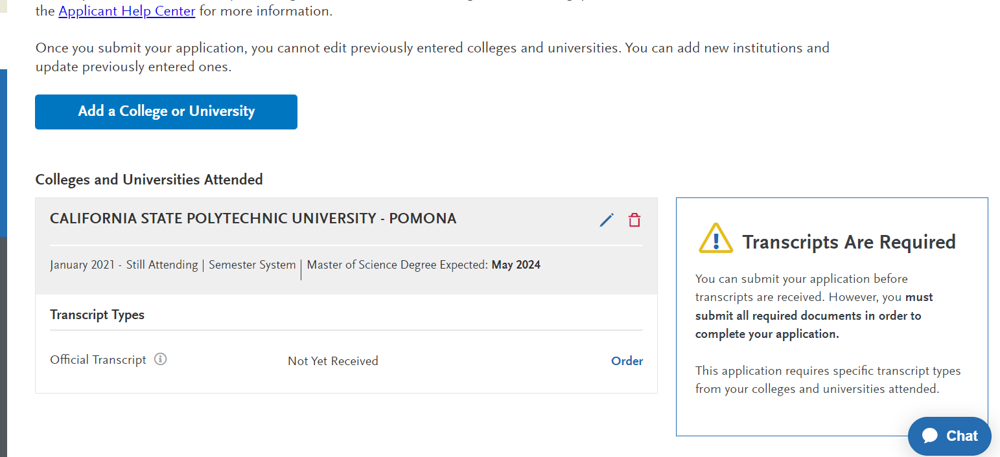 the Applicant Help Center for more information.
Once you submit your application, you cannot edit previously entered colleges and universities. You can add new institutions and
update previously entered ones.
Add a College or University
Colleges and Universities Attended
CALIFORNIA STATE POLYTECHNIC UNIVERSITY - POMONA
January 2021 - Still Attending | Semester System | Master of Science Degree Expected: May 2024
Transcript Types
Official Transcript
Not Yet Received
Order
Transcripts Are Required
You can submit your application before
transcripts are received. However, you must
submit all required documents in order to
complete your application.
This application requires specific transcript types
from your colleges and universities attended.
Chat